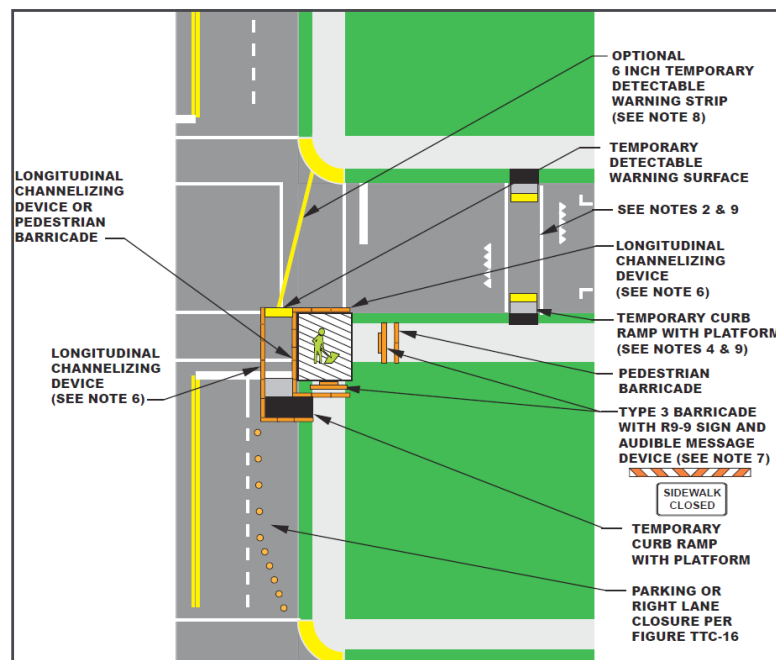 OPTIONAL
6 INCH TEMPORARY
DETECTABLE
WARNING STRIP
(SEE NOTE 8)
TEMPORARY
DETECTABLE
WARNING SURFACE
SEE NOTES 2 & 9
LONGITUDINAL
CHANNELIZING
DEVICE
(SEE NOTE 6)
TEMPORARY CURB
RAMP WITH PLATFORM
(SEE NOTES 4 & 9)
PEDESTRIAN
BARRICADE
TYPE 3 BARRICADE
WITH R9-9 SIGN AND
AUDIBLE MESSAGE
DEVICE (SEE NOTE 7)
SIDEWALK
CLOSED
TEMPORARY
CURB RAMP
WITH PLATFORM
PARKING OR
RIGHT LANE
CLOSURE PER
FIGURE TTC-16
LONGITUDINAL
CHANNELIZING
DEVICE OR
PEDESTRIAN
BARRICADE
LONGITUDINAL
CHANNELIZING
DEVICE
(SEE NOTE 6)